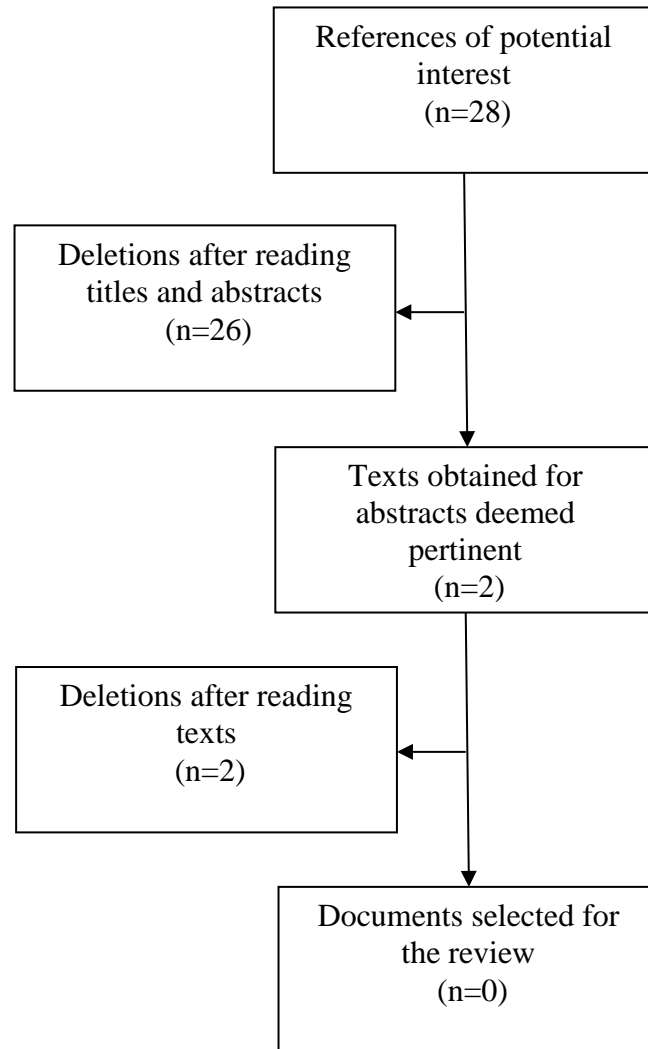 References of potential
interest
(n=28)
Deletions after reading
titles and abstracts
(n=26)
Texts obtained for
abstracts deemed
pertinent
(n=2)
Deletions after reading
texts
(n=2)
Documents selected for
the review
(n=0)